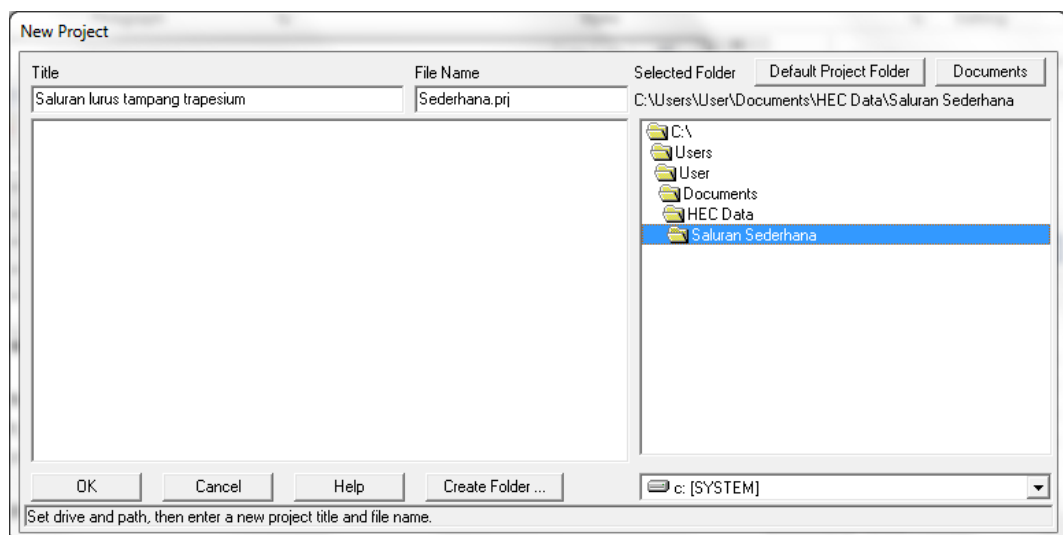 New Project
Title
File Name
Selected Folder
Default Project Folder
Documents
Saluran lurus tampang trapesium
Sederhana.prj
C:\Users\User\Documents\HEC Data\Saluran Sederhana
C:\
Users
User
Documents
HEC Data
Saluran Sederhana
OK
Cancel
Help
Create Folder ...
c: [SYSTEM]
Set drive and path, then enter a new project title and file name.